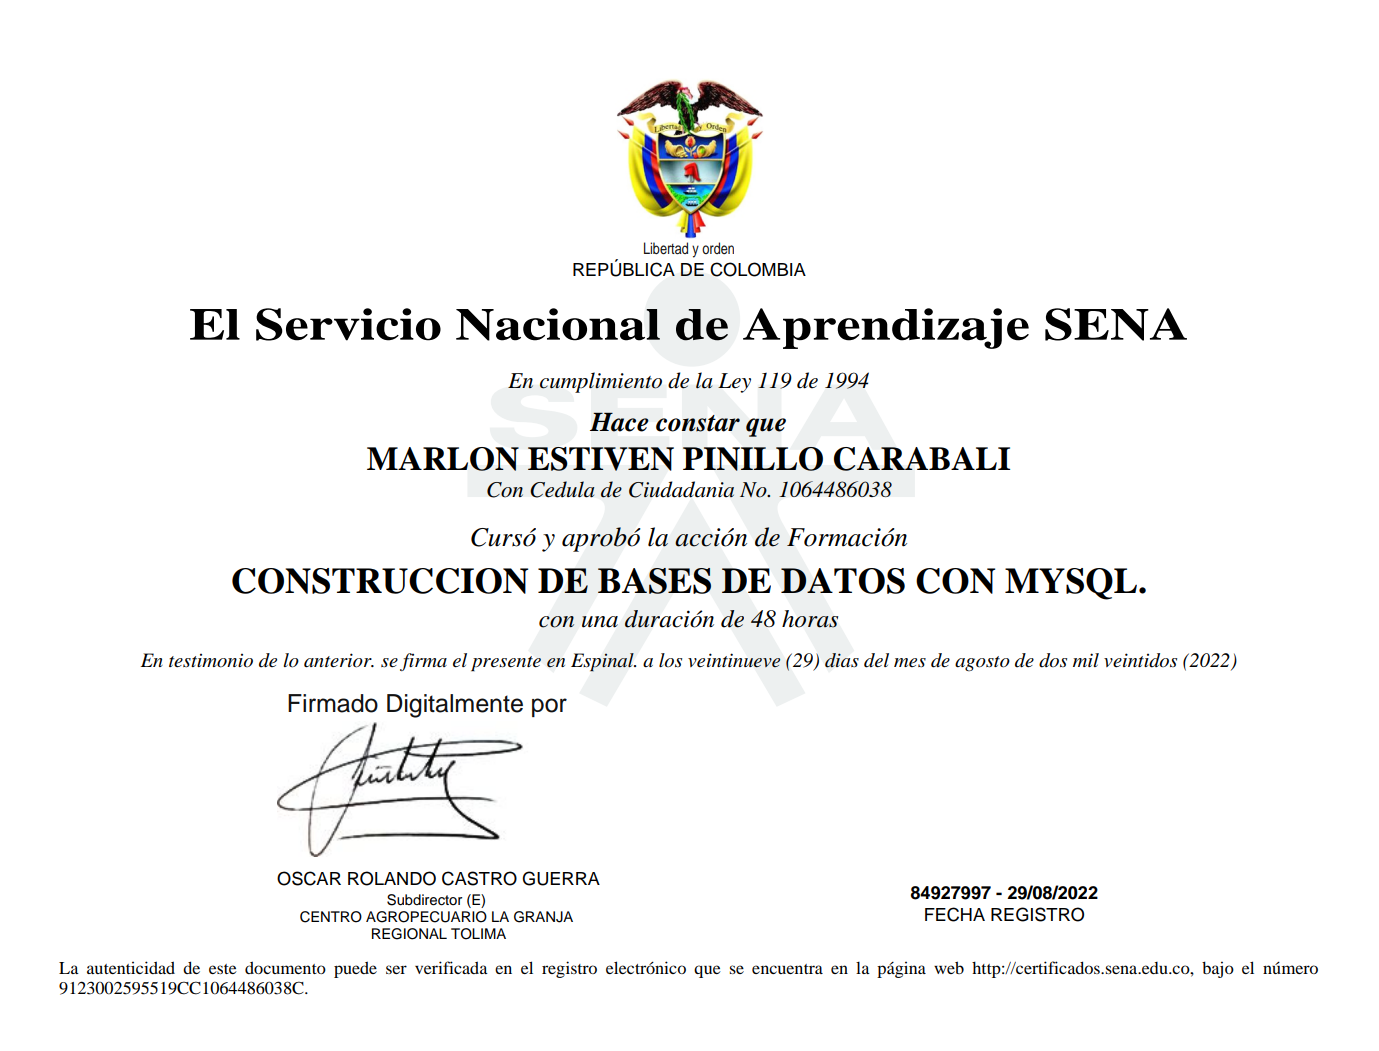 Libertad y Orden
Libertad y orden
REPÚBLICA DE COLOMBIA
El Servicio Nacional de Aprendizaje SENA
En cumplimiento de la Ley 119 de 1994
SENA
Hace constar que
MARLON ESTIVEN PINILLO CARABALI
Con Cedula de Ciudadania No. 1064486038
Cursó y aprobó la acción de Formación
CONSTRUCCION DE BASES DE DATOS CON MYSQL.
con una duración de 48 horas
En testimonio de lo anterior. se firma el presente en Espinal. a los veintinueve (29) dias del mes de agosto de dos mil veintidos (2022)
Firmado Digitalmente por
OSCAR ROLANDO CASTRO GUERRA
Subdirector (E)
CENTRO AGROPECUARIO LA GRANJA
REGIONAL TOLIMA
84927997 - 29/08/2022
FECHA REGISTRO
La autenticidad de este documento puede ser verificada en el registro electrónico que se encuentra en la página web http://certificados.sena.edu.co, bajo el número
9123002595519CC1064486038C.